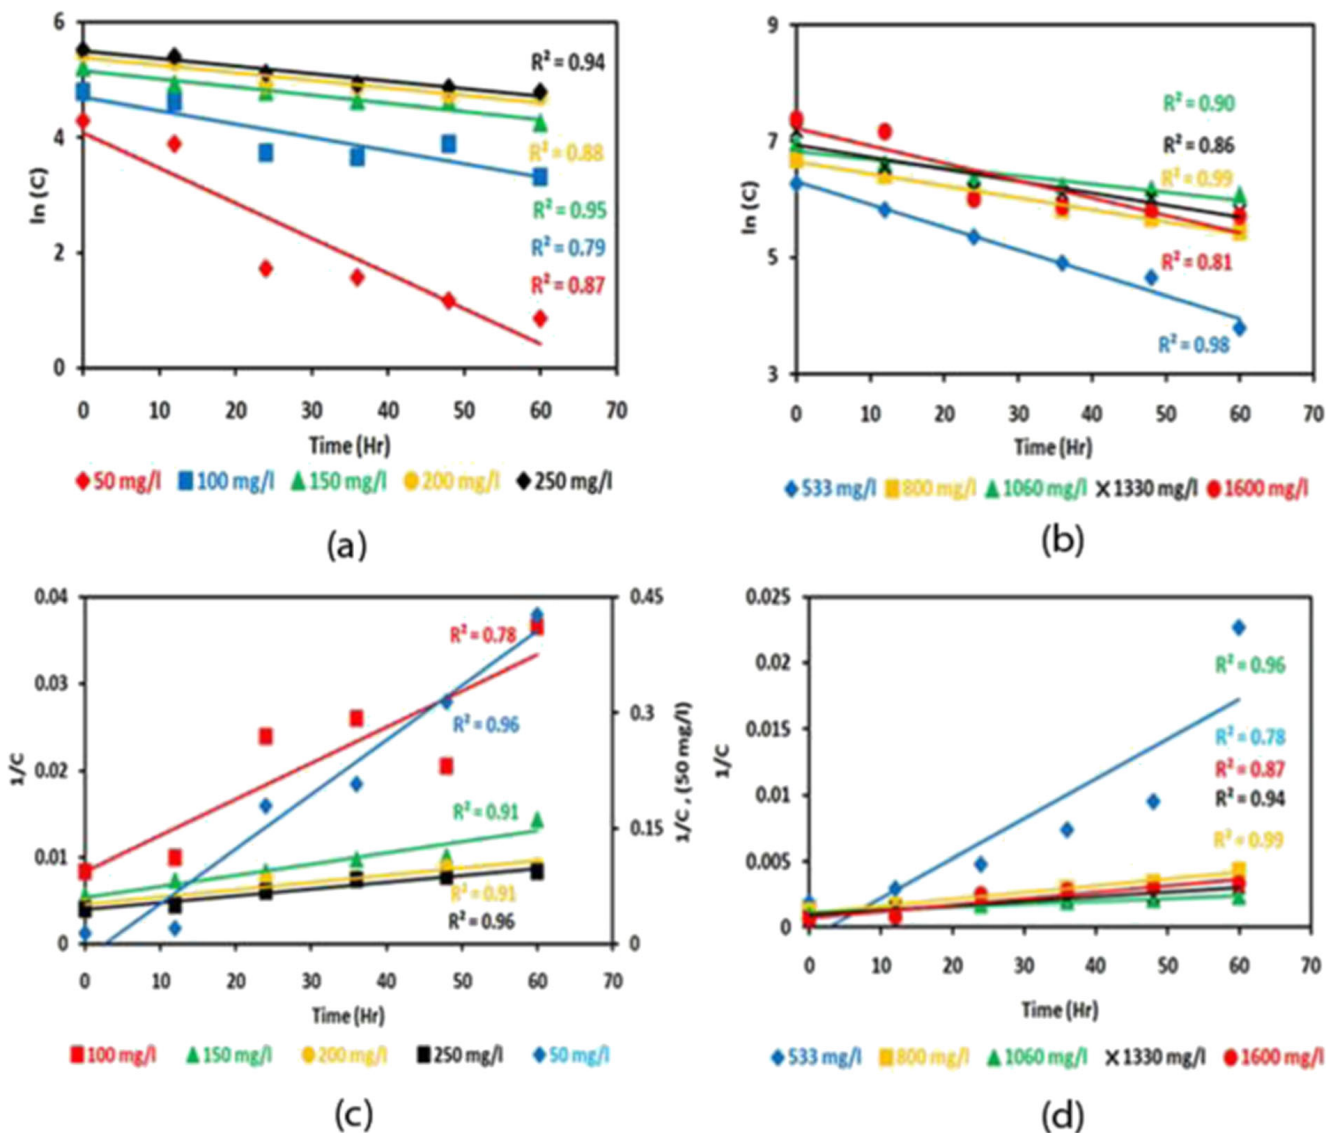 6
4
2
0
ln (C)
R² = 0.94
R² = 0.88
R² = 0.95
R² = 0.79
R² = 0.87
0 10 20 30 40 50 60 70
Time (Hr)
50 mg/l 100 mg/l 150 mg/l 200 mg/l 250 mg/l
(a)
9
7
5
3
ln (C)
R² = 0.90
R² = 0.86
R² = 0.99
R² = 0.81
R² = 0.98
0 10 20 30 40 50 60 70
Time (Hr)
533 mg/l 800 mg/l 1060 mg/l 1330 mg/l 1600 mg/l
(b)
0.04
0.03
0.02
0.01
0
1/C
R² = 0.78
R² = 0.96
R² = 0.91
R² = 0.91
R² = 0.96
0.45
0.3
0.15
0
1/C , (50 mg/l)
0 10 20 30 40 50 60 70
Time (Hr)
100 mg/l 150 mg/l 200 mg/l 250 mg/l 50 mg/l
(c)
0.025
0.02
0.015
0.01
0.005
0
1/C
R² = 0.96
R² = 0.78
R² = 0.87
R² = 0.94
R² = 0.99
0 10 20 30 40 50 60 70
Time (Hr)
533 mg/l 800 mg/l 1060 mg/l 1330 mg/l 1600 mg/l
(d)